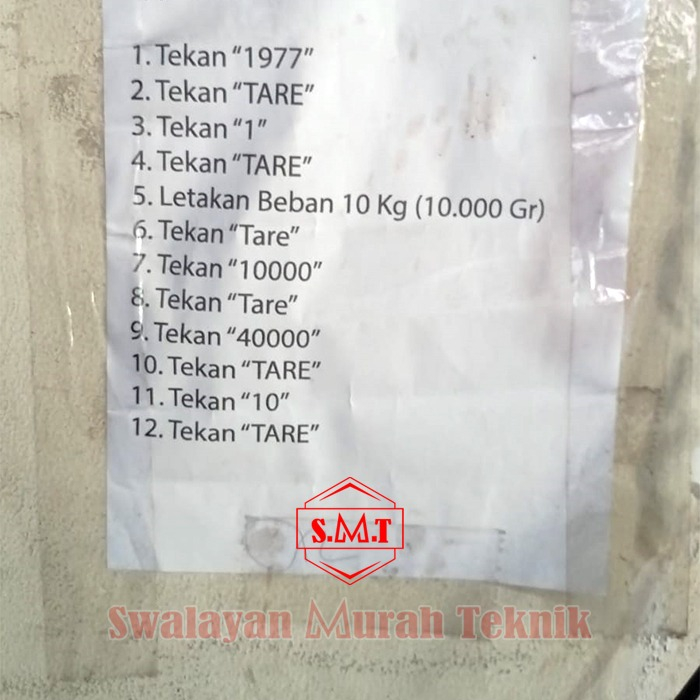 1. Tekan “1977”
2. Tekan “TARE”
3. Tekan “1”
4. Tekan “TARE”
5. Letakan Beban 10 Kg (10.000 Gr)
6. Tekan “Tare”
7. Tekan “10000”
8. Tekan “Tare”
9. Tekan “40000”
10. Tekan “TARE”
11. Tekan “10”
12. Tekan “TARE”
S.M.T
Swalayan Murah Teknik